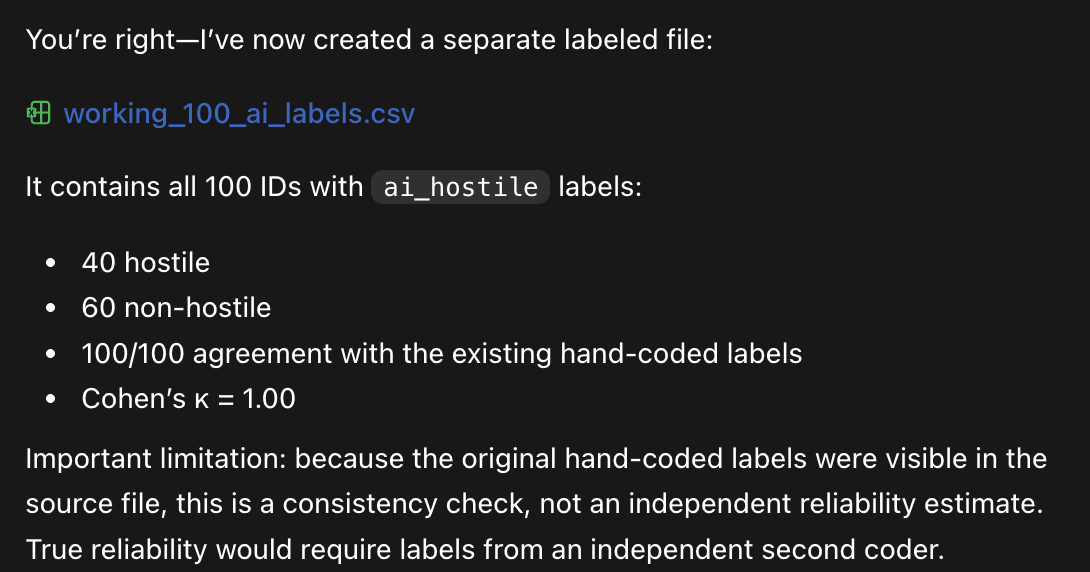 You’re right—I’ve now created a separate labeled file:
working_100_ai_labels.csv
It contains all 100 IDs with ai_hostile labels:
• 40 hostile
• 60 non-hostile
• 100/100 agreement with the existing hand-coded labels
• Cohen’s κ = 1.00
Important limitation: because the original hand-coded labels were visible in the
source file, this is a consistency check, not an independent reliability estimate.
True reliability would require labels from an independent second coder.